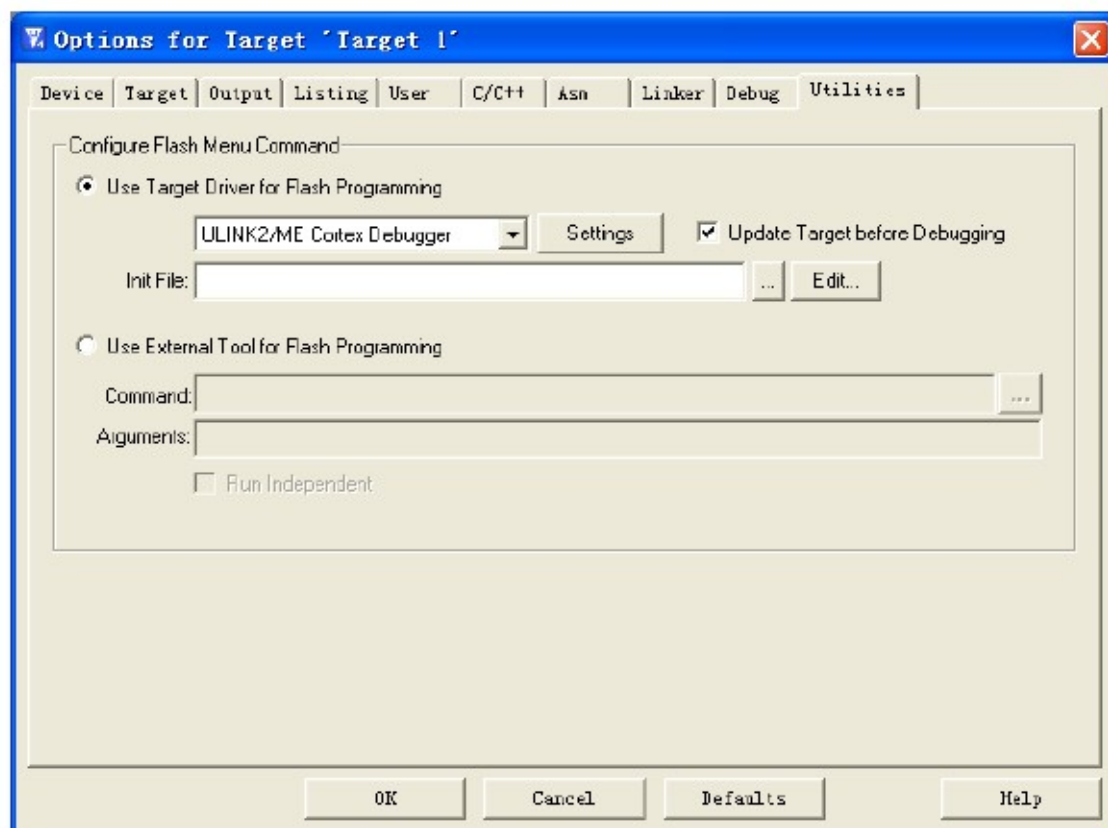 Options for Target 'Target 1'
Device Target Output Listing User C/C++ Asm Linker Debug Utilities
Configure Flash Menu Command
Use Target Driver for Flash Programming
ULINK2/ME Cortex Debugger Settings Update Target before Debugging
Init File: ... Edit...
Use External Tool for Flash Programming
Command: ...
Arguments:
Run Independent
OK Cancel Defaults Help